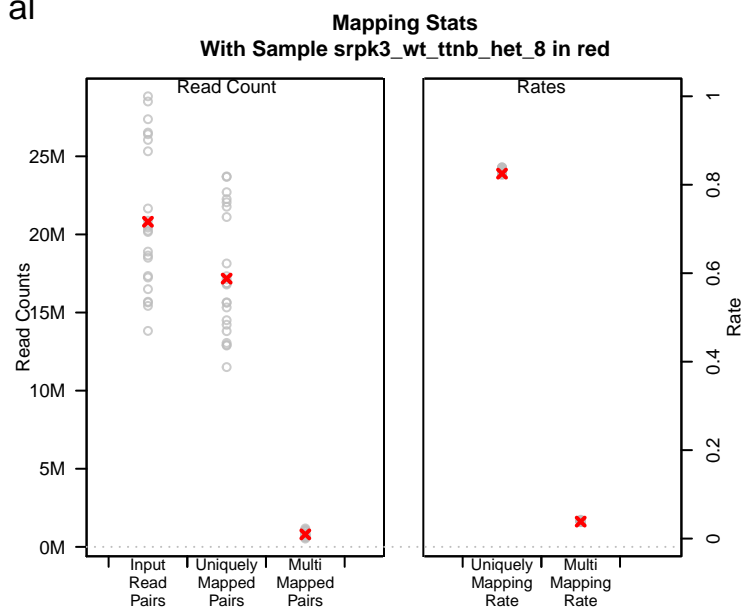 al
Mapping Stats
With Sample srpk3_wt_ttnb_het_8 in red
Read Count
Rates
Read Counts
25M
20M
15M
10M
5M
0M
1
0.8
0.6
0.4
0.2
0
Rate
Input
Read
Pairs
Uniquely
Mapped
Pairs
Multi
Mapped
Pairs
Uniquely
Mapping
Rate
Multi
Mapping
Rate